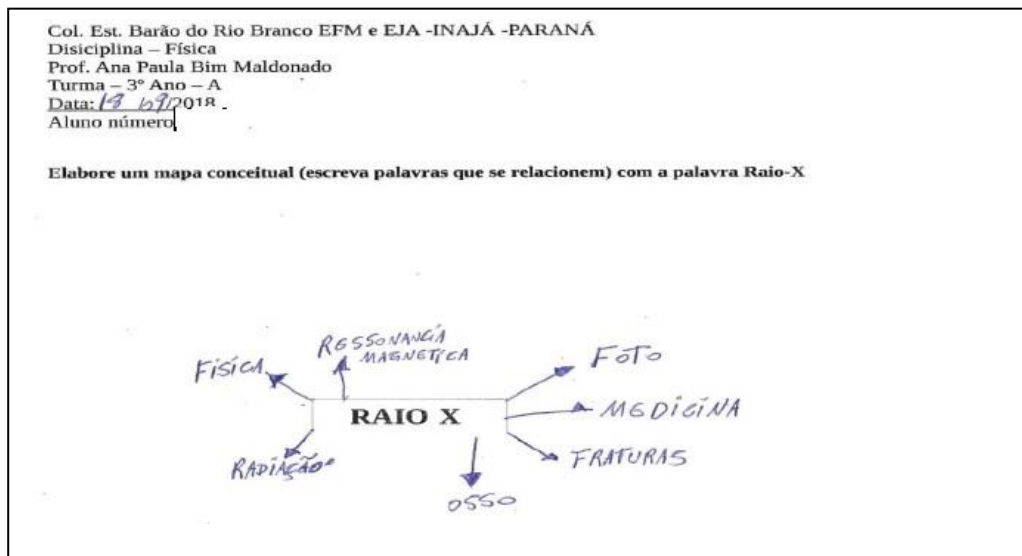 Col. Est. Barão do Rio Branco EFM e EJA -INAJÁ -PARANÁ
Disiciplina – Física
Prof. Ana Paula Bim Maldonado
Turma – 3º Ano – A
Data: 18 09/2018
Aluno número
Elabore um mapa conceitual (escreva palavras que se relacionem) com a palavra Raio-X
RESSONANCIA
MAGNETICA
FÍSICA
FOTO
RAIO X
MEDICINA
RADIAÇÃO
FRATURAS
OSSO